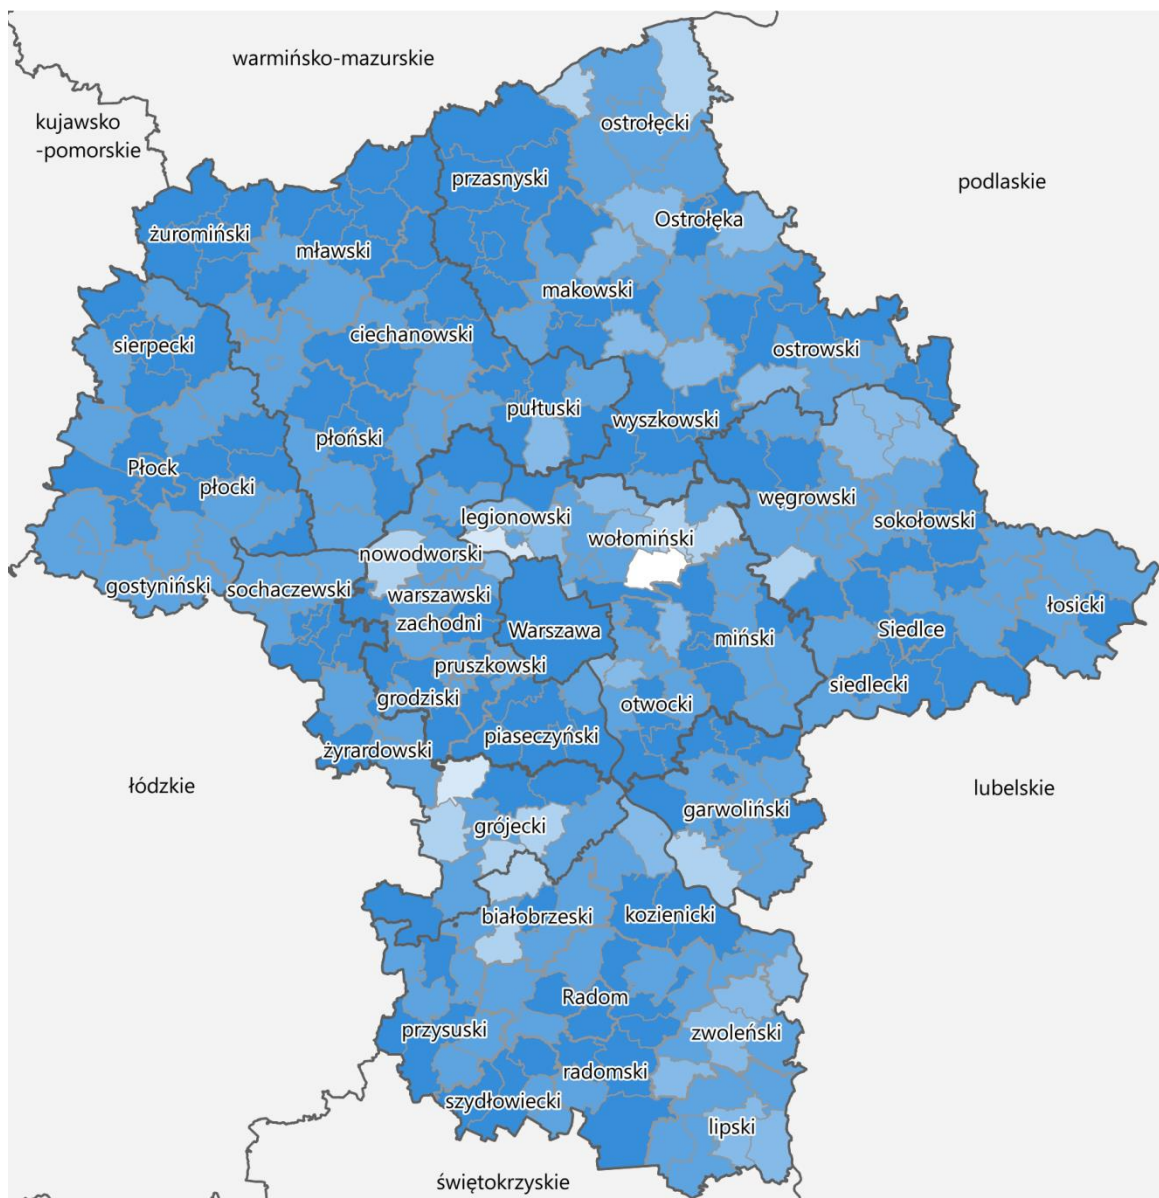 warmińsko-mazurskie
kujawsko
-pomorskie
ostrołęcki
przasnyski
podlaskie
Ostrołęka
żuromiński
mławski
makowski
ciechanowski
sierpecki
ostrowski
pułtuski
wyszkowski
płoński
Płock
płocki
węgrowski
legionowski
sokołowski
wołomiński
nowodworski
gostyniński
sochaczewski
warszawski
zachodni
łosicki
Warszawa
Siedlce
miński
pruszkowski
siedlecki
grodziski
otwocki
piaseczyński
żyrardowski
łódzkie
lubelskie
garwoliński
grójecki
białobrzeski
kozienicki
Radom
przysuski
zwoleński
radomski
szydłowiecki
lipski
świętokrzyskie